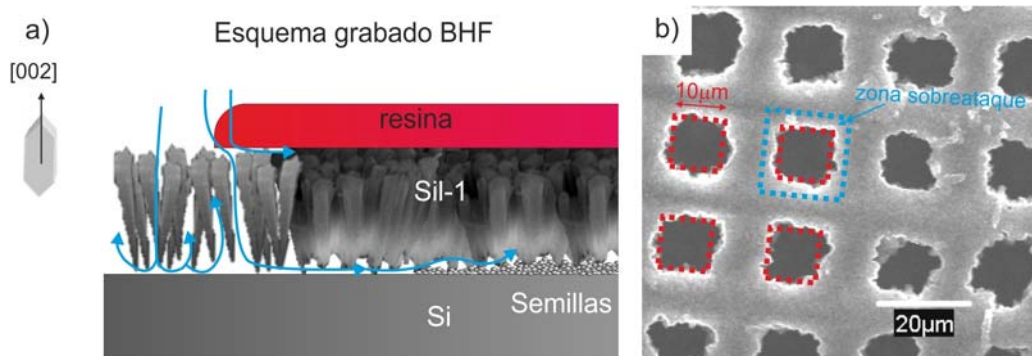 a)
Esquema grabado BHF
[002]
resina
Sil-1
Semillas
Si
b)
10μm
zona sobreataque
20μm